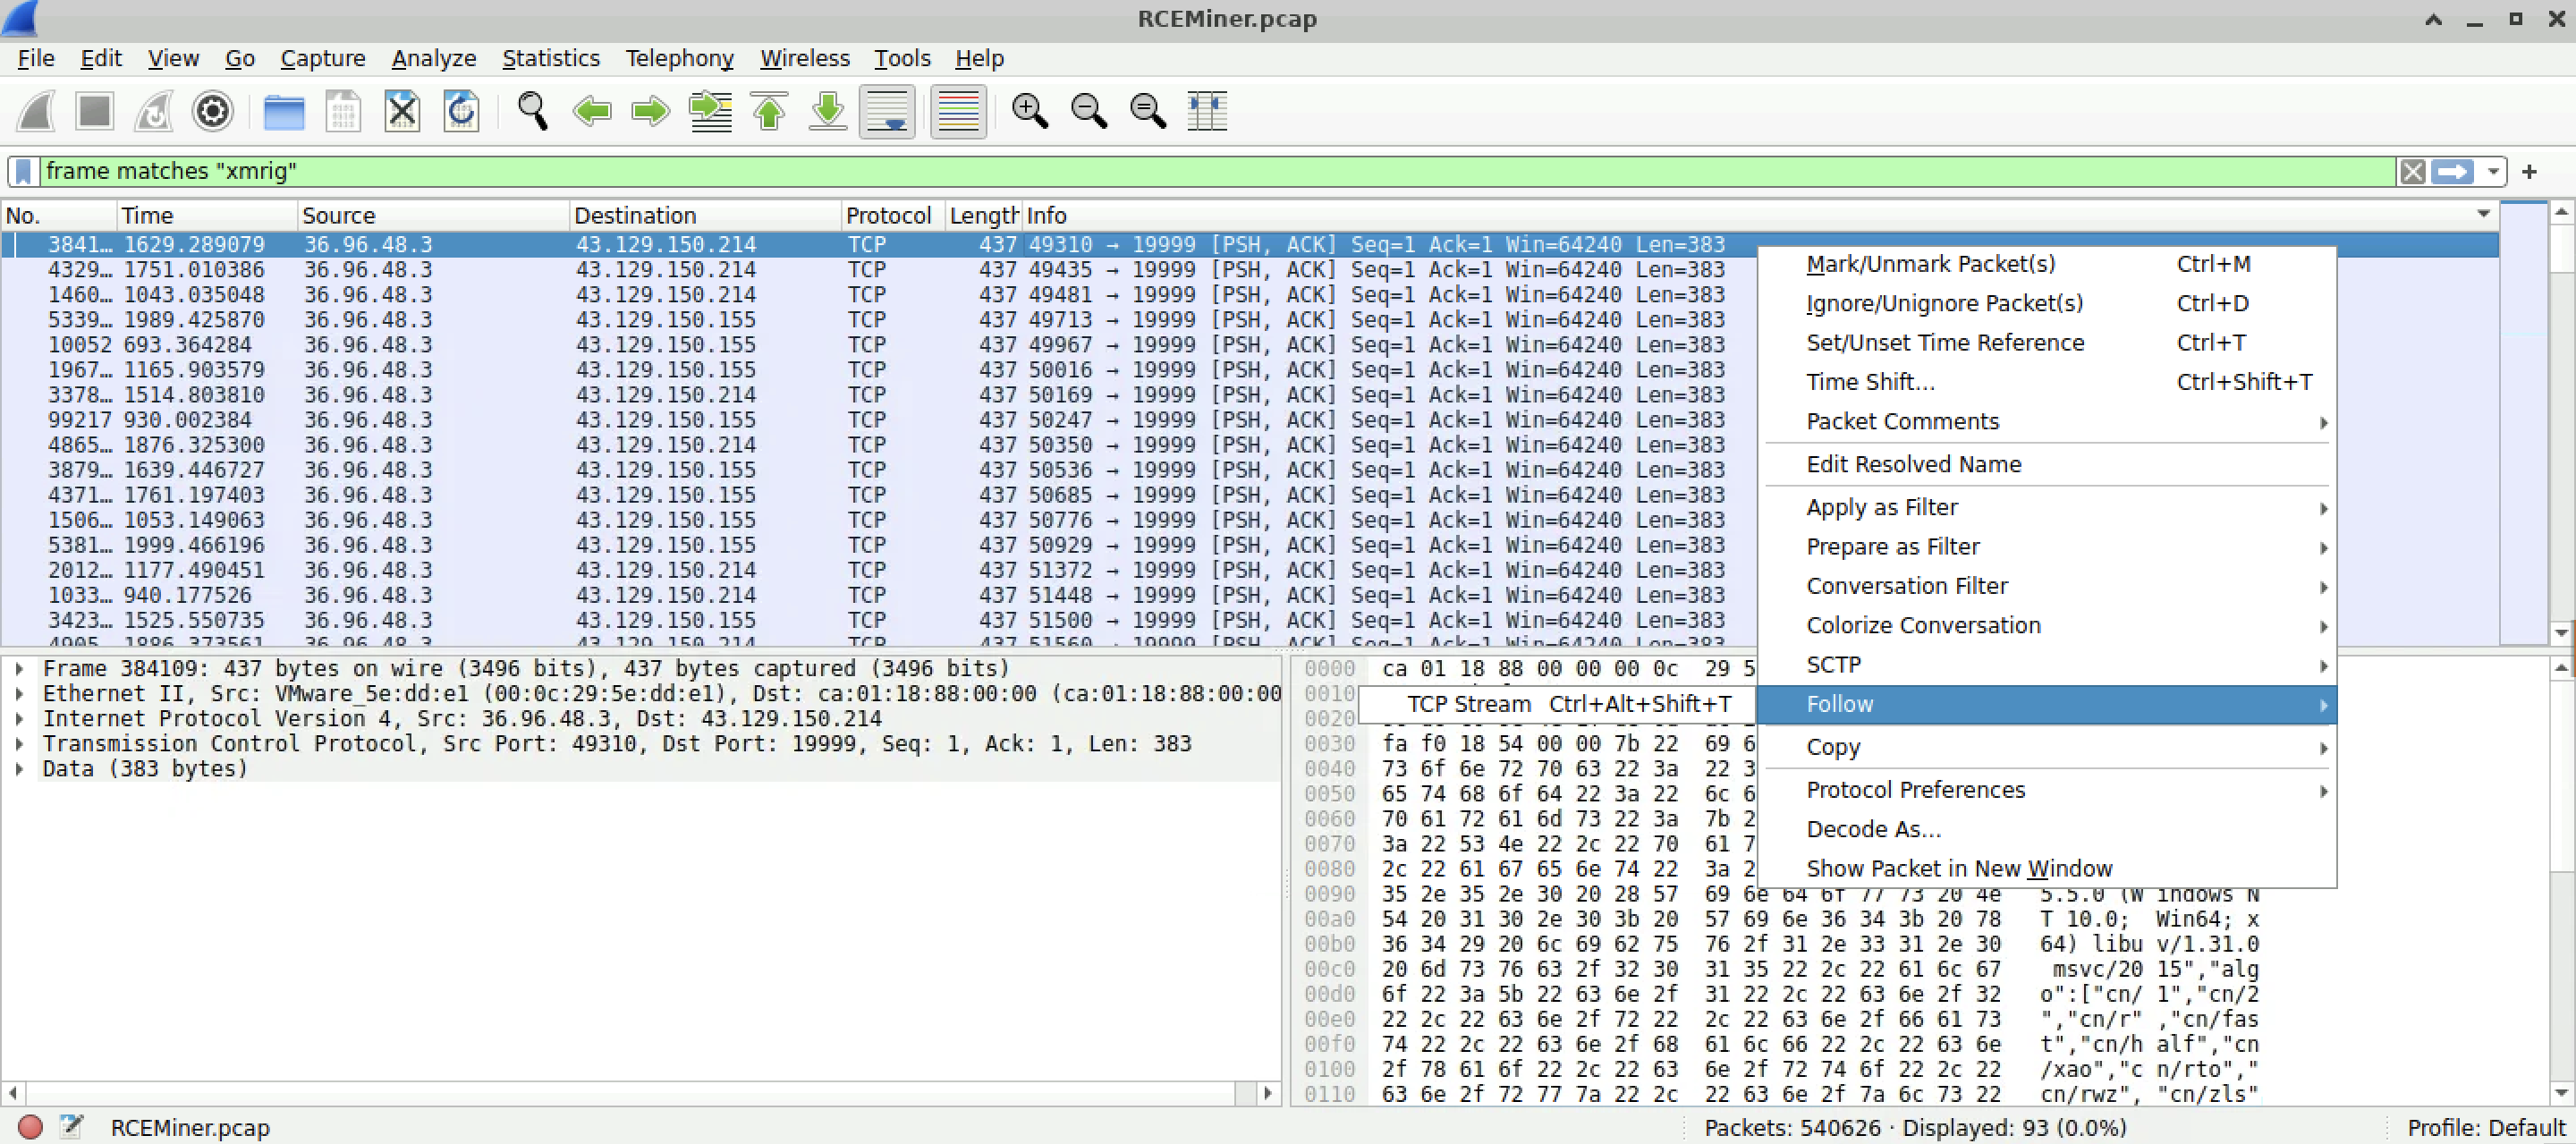 RCEMiner.pcap
File Edit View Go Capture Analyze Statistics Telephony Wireless Tools Help
frame matches "xmrig"
No. Time Source Destination Protocol Length Info
3841… 1629.289079 36.96.48.3 43.129.150.214 TCP 437 49310 → 19999 [PSH, ACK] Seq=1 Ack=1 Win=64240 Len=383
4329… 1751.010386 36.96.48.3 43.129.150.214 TCP 437 49435 → 19999 [PSH, ACK] Seq=1 Ack=1 Win=64240 Len=383
1460… 1043.035048 36.96.48.3 43.129.150.214 TCP 437 49481 → 19999 [PSH, ACK] Seq=1 Ack=1 Win=64240 Len=383
5339… 1989.425870 36.96.48.3 43.129.150.155 TCP 437 49713 → 19999 [PSH, ACK] Seq=1 Ack=1 Win=64240 Len=383
10052 693.364284 36.96.48.3 43.129.150.155 TCP 437 49967 → 19999 [PSH, ACK] Seq=1 Ack=1 Win=64240 Len=383
1967… 1165.903579 36.96.48.3 43.129.150.155 TCP 437 50016 → 19999 [PSH, ACK] Seq=1 Ack=1 Win=64240 Len=383
3378… 1514.803810 36.96.48.3 43.129.150.214 TCP 437 50169 → 19999 [PSH, ACK] Seq=1 Ack=1 Win=64240 Len=383
99217 930.002384 36.96.48.3 43.129.150.155 TCP 437 50247 → 19999 [PSH, ACK] Seq=1 Ack=1 Win=64240 Len=383
4865… 1876.325300 36.96.48.3 43.129.150.214 TCP 437 50350 → 19999 [PSH, ACK] Seq=1 Ack=1 Win=64240 Len=383
3879… 1639.446727 36.96.48.3 43.129.150.155 TCP 437 50536 → 19999 [PSH, ACK] Seq=1 Ack=1 Win=64240 Len=383
4371… 1761.197403 36.96.48.3 43.129.150.155 TCP 437 50685 → 19999 [PSH, ACK] Seq=1 Ack=1 Win=64240 Len=383
1506… 1053.149063 36.96.48.3 43.129.150.155 TCP 437 50776 → 19999 [PSH, ACK] Seq=1 Ack=1 Win=64240 Len=383
5381… 1999.466196 36.96.48.3 43.129.150.155 TCP 437 50929 → 19999 [PSH, ACK] Seq=1 Ack=1 Win=64240 Len=383
2012… 1177.490451 36.96.48.3 43.129.150.214 TCP 437 51372 → 19999 [PSH, ACK] Seq=1 Ack=1 Win=64240 Len=383
1033… 940.177526 36.96.48.3 43.129.150.214 TCP 437 51448 → 19999 [PSH, ACK] Seq=1 Ack=1 Win=64240 Len=383
3423… 1525.550735 36.96.48.3 43.129.150.155 TCP 437 51500 → 19999 [PSH, ACK] Seq=1 Ack=1 Win=64240 Len=383
4905 1886.373561 36.96.48.3 43.129.150.214 TCP 437 51560 → 19999 [PSH, ACK] Seq=1 Ack=1 Win=64240 Len=383
Mark/Unmark Packet(s) Ctrl+M
Ignore/Unignore Packet(s) Ctrl+D
Set/Unset Time Reference Ctrl+T
Time Shift... Ctrl+Shift+T
Packet Comments
Edit Resolved Name
Apply as Filter
Prepare as Filter
Conversation Filter
Colorize Conversation
SCTP
Follow
TCP Stream Ctrl+Alt+Shift+T
Copy
Protocol Preferences
Decode As...
Show Packet in New Window
Frame 384109: 437 bytes on wire (3496 bits), 437 bytes captured (3496 bits)
Ethernet II, Src: VMware_5e:dd:e1 (00:0c:29:5e:dd:e1), Dst: ca:01:18:88:00:00 (ca:01:18:88:00:00
Internet Protocol Version 4, Src: 36.96.48.3, Dst: 43.129.150.214
Transmission Control Protocol, Src Port: 49310, Dst Port: 19999, Seq: 1, Ack: 1, Len: 383
Data (383 bytes)
0000 ca 01 18 88 00 00 00 0c 29 5
0010
0020
0030 fa f0 18 54 00 00 7b 22 69 6
0040 73 6f 6e 72 70 63 22 3a 22 3
0050 65 74 68 6f 64 22 3a 22 6c 6
0060 70 61 72 61 6d 73 22 3a 7b 2
0070 3a 22 53 4e 22 2c 22 70 61 7
0080 2c 22 61 67 65 6e 74 22 3a 2
0090 35 2e 35 2e 30 20 28 57 69 6e 64 6f 77 73 20 4e 5.5.0 (W indows N
00a0 54 20 31 30 2e 30 3b 20 57 69 6e 36 34 3b 20 78 T 10.0; Win64; x
00b0 36 34 29 20 6c 69 62 75 76 2f 31 2e 33 31 2e 30 64) libu v/1.31.0
00c0 20 6d 73 76 63 2f 32 30 31 35 22 2c 22 61 6c 67 msvc/20 15","alg
00d0 6f 22 3a 5b 22 63 6e 2f 31 22 2c 22 63 6e 2f 32 o":["cn/ 1","cn/2
00e0 22 2c 22 63 6e 2f 72 22 2c 22 63 6e 2f 66 61 73 ","cn/r" ,"cn/fas
00f0 74 22 2c 22 63 6e 2f 68 61 6c 66 22 2c 22 63 6e t","cn/h alf","cn
0100 2f 78 61 6f 22 2c 22 63 6e 2f 72 74 6f 22 2c 22 /xao","c n/rto","
0110 63 6e 2f 72 77 7a 22 2c 22 63 6e 2f 7a 6c 73 22 cn/rwz", "cn/zls"
RCEMiner.pcap Packets: 540626 · Displayed: 93 (0.0%) Profile: Default